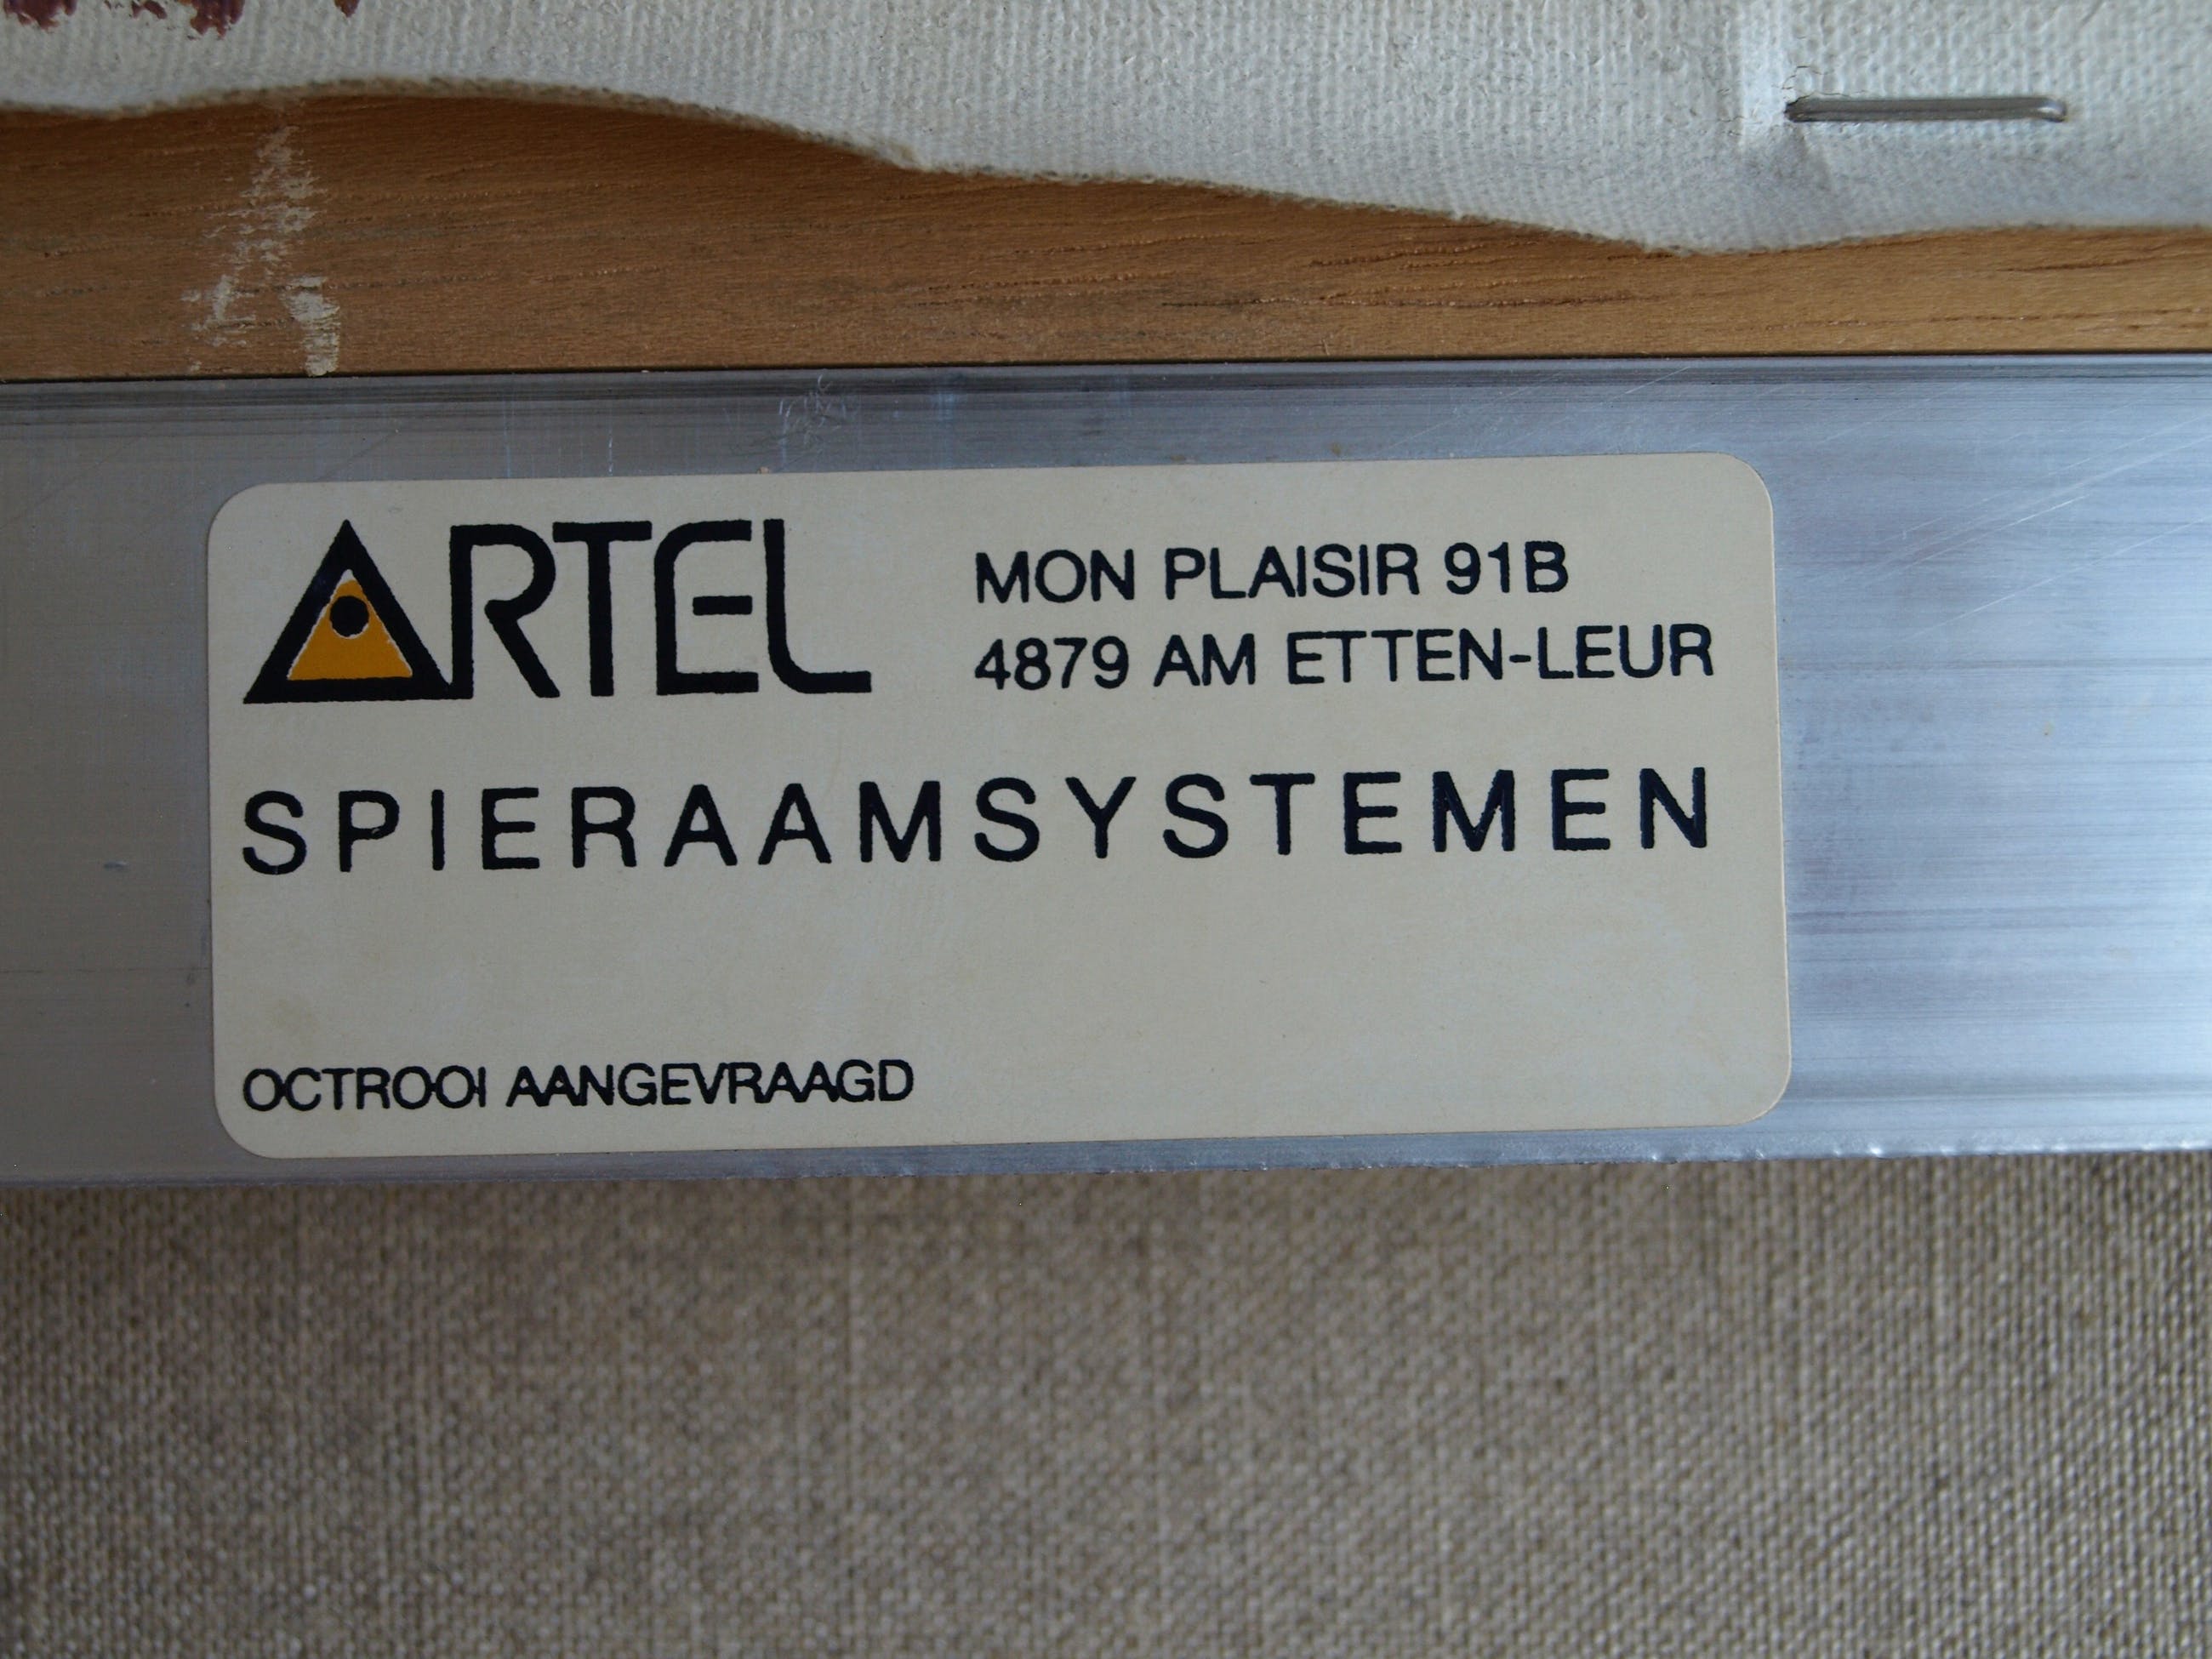 ARTEL
MON PLAISIR 91B
4879 AM ETTEN-LEUR
SPIERAAMSYSTEMEN
OCTROOI AANGEVRAAGD